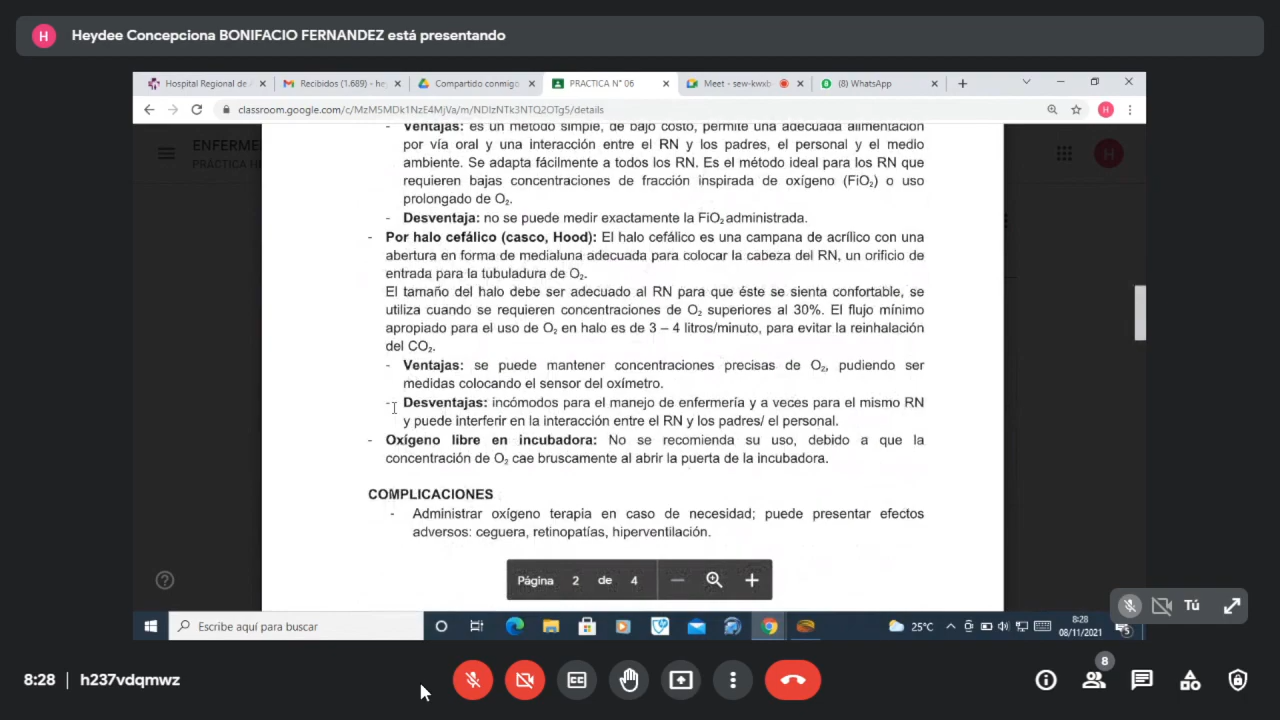 H Heydee Concepciona BONIFACIO FERNANDEZ está presentando
Hospital Regional de
Recibidos (1.689) - he
Compartido conmigo
PRACTICA N° 06
Meet - sew-kwxb
(8) WhatsApp
classroom.google.com/c/MzM5MDk1NzE4MjVa/m/NDIzNTk3NTQ2OTg5/details
H
ENFERME
PRACTICA HE
H
- Ventajas: es un método simple, de bajo costo, permite una adecuada alimentación
por vía oral y una interacción entre el RN y los padres, el personal y el medio
ambiente. Se adapta fácilmente a todos los RN. Es el método ideal para los RN que
requieren bajas concentraciones de fracción inspirada de oxígeno (FiO₂) o uso
prolongado de O₂.
- Desventaja: no se puede medir exactamente la FiO₂ administrada.
- Por halo cefálico (casco, Hood): El halo cefálico es una campana de acrílico con una
abertura en forma de medialuna adecuada para colocar la cabeza del RN, un orificio de
entrada para la tubuladura de O₂.
El tamaño del halo debe ser adecuado al RN para que éste se sienta confortable, se
utiliza cuando se requieren concentraciones de O₂ superiores al 30%. El flujo mínimo
apropiado para el uso de O₂ en halo es de 3 – 4 litros/minuto, para evitar la reinhalación
del CO₂.
- Ventajas: se puede mantener concentraciones precisas de O₂, pudiendo ser
medidas colocando el sensor del oxímetro.
- Desventajas: incómodos para el manejo de enfermería y a veces para el mismo RN
y puede interferir en la interacción entre el RN y los padres/ el personal.
- Oxígeno libre en incubadora: No se recomienda su uso, debido a que la
concentración de O₂ cae bruscamente al abrir la puerta de la incubadora.
COMPLICACIONES
- Administrar oxígeno terapia en caso de necesidad; puede presentar efectos
adversos: ceguera, retinopatías, hiperventilación.
Página 2 de 4
Tú
Escribe aquí para buscar
25°C
8:28
08/11/2021
5
8:28 | h237vdqmwz
CC
8